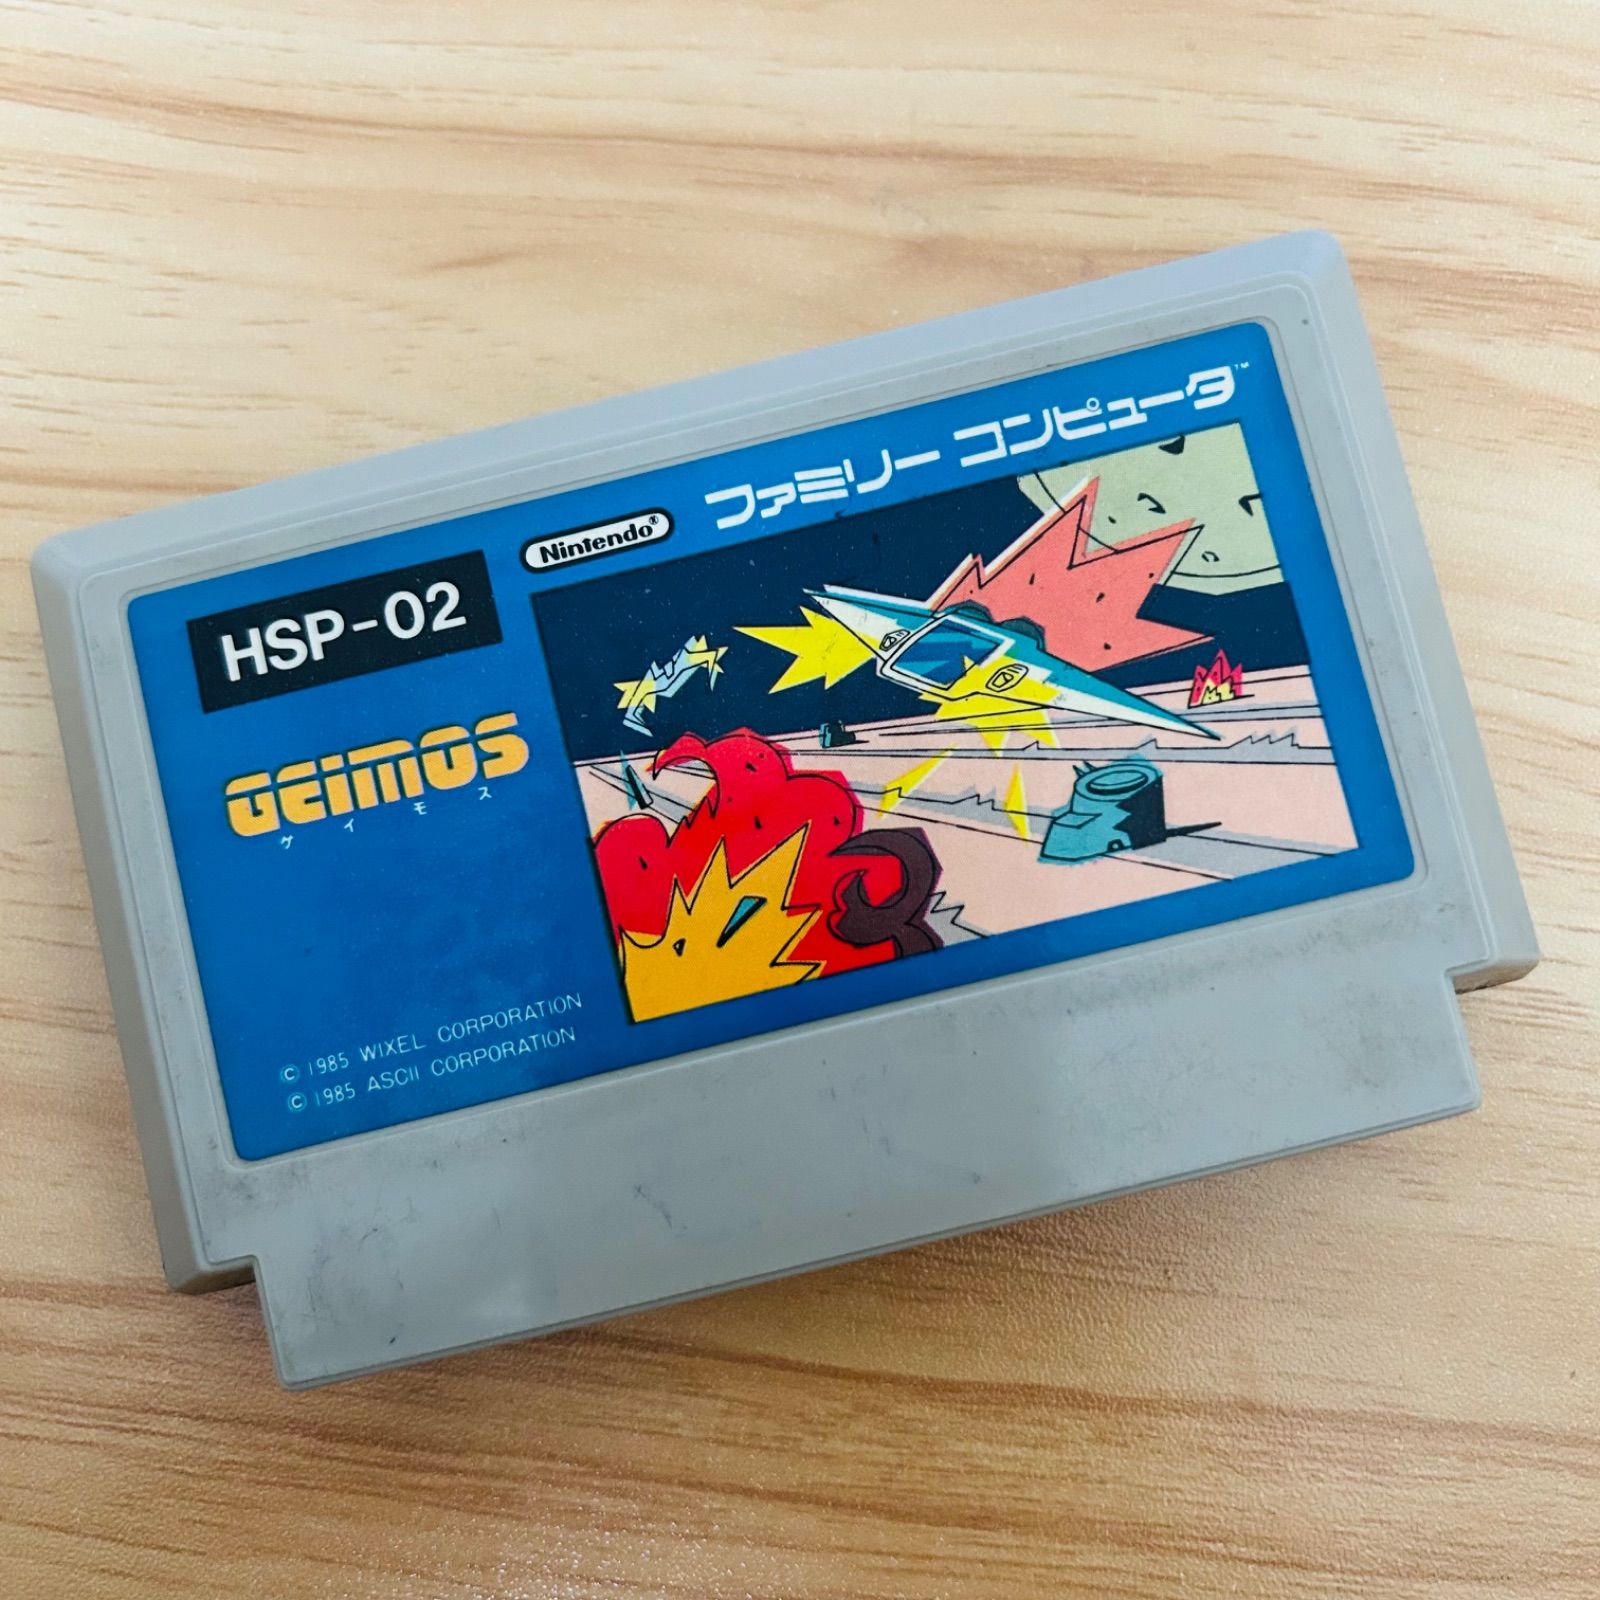 Nintendo®
ファミリー コンピュータ™
HSP-02
GEIMOS
ゲイモス
© 1985 WIXEL CORPORATION
© 1985 ASCII CORPORATION